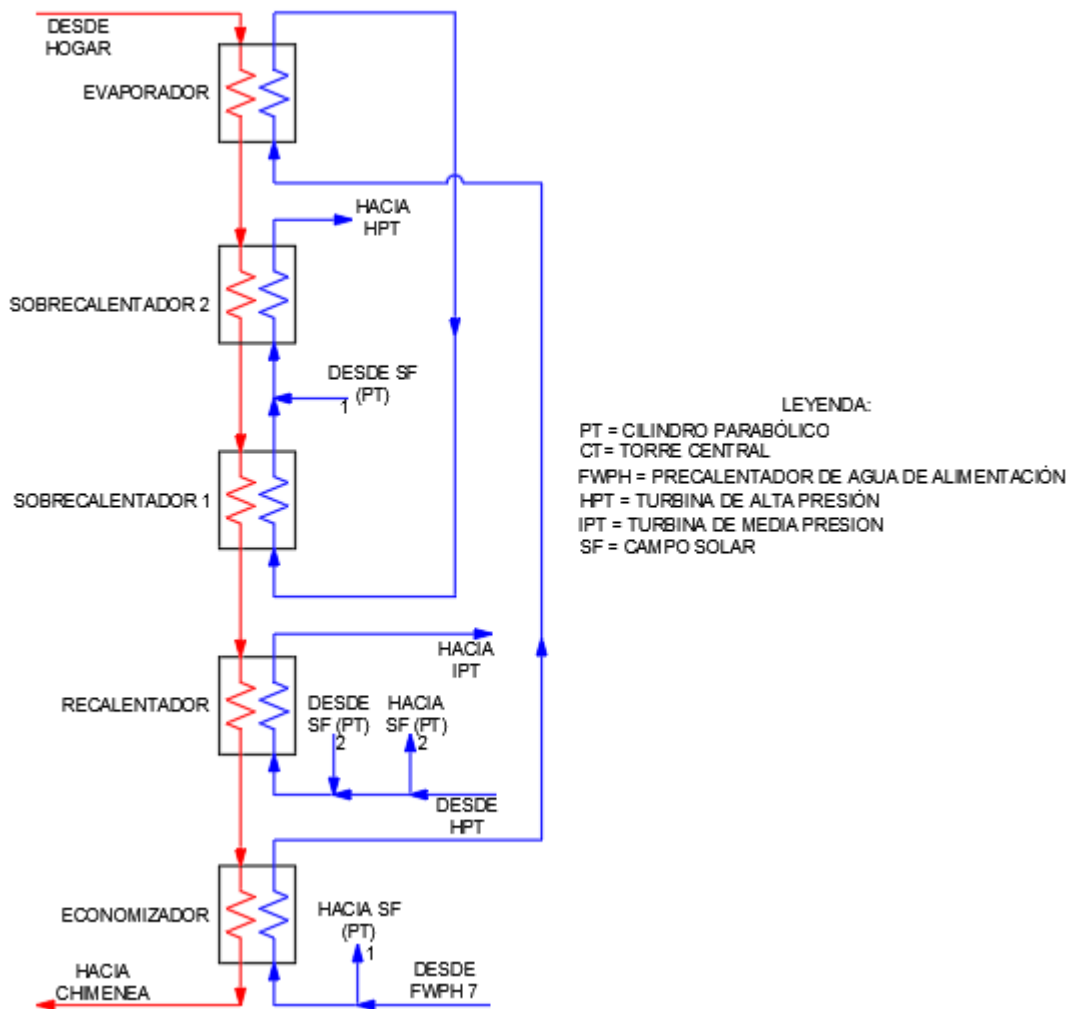 DESDE
HOGAR
EVAPORADOR
HACIA
HPT
SOBRECALENTADOR 2
DESDE SF
(PT)
1
SOBRECALENTADOR 1
HACIA
IPT
RECALENTADOR
DESDE
SF (PT)
2
HACIA
SF (PT)
2
DESDE
HPT
ECONOMIZADOR
HACIA SF
(PT)
1
HACIA
CHIMENEA
DESDE
FWPH 7
LEYENDA:
PT = CILINDRO PARABÓLICO
CT= TORRE CENTRAL
FWPH = PRECALENTADOR DE AGUA DE ALIMENTACIÓN
HPT = TURBINA DE ALTA PRESIÓN
IPT = TURBINA DE MEDIA PRESION
SF = CAMPO SOLAR